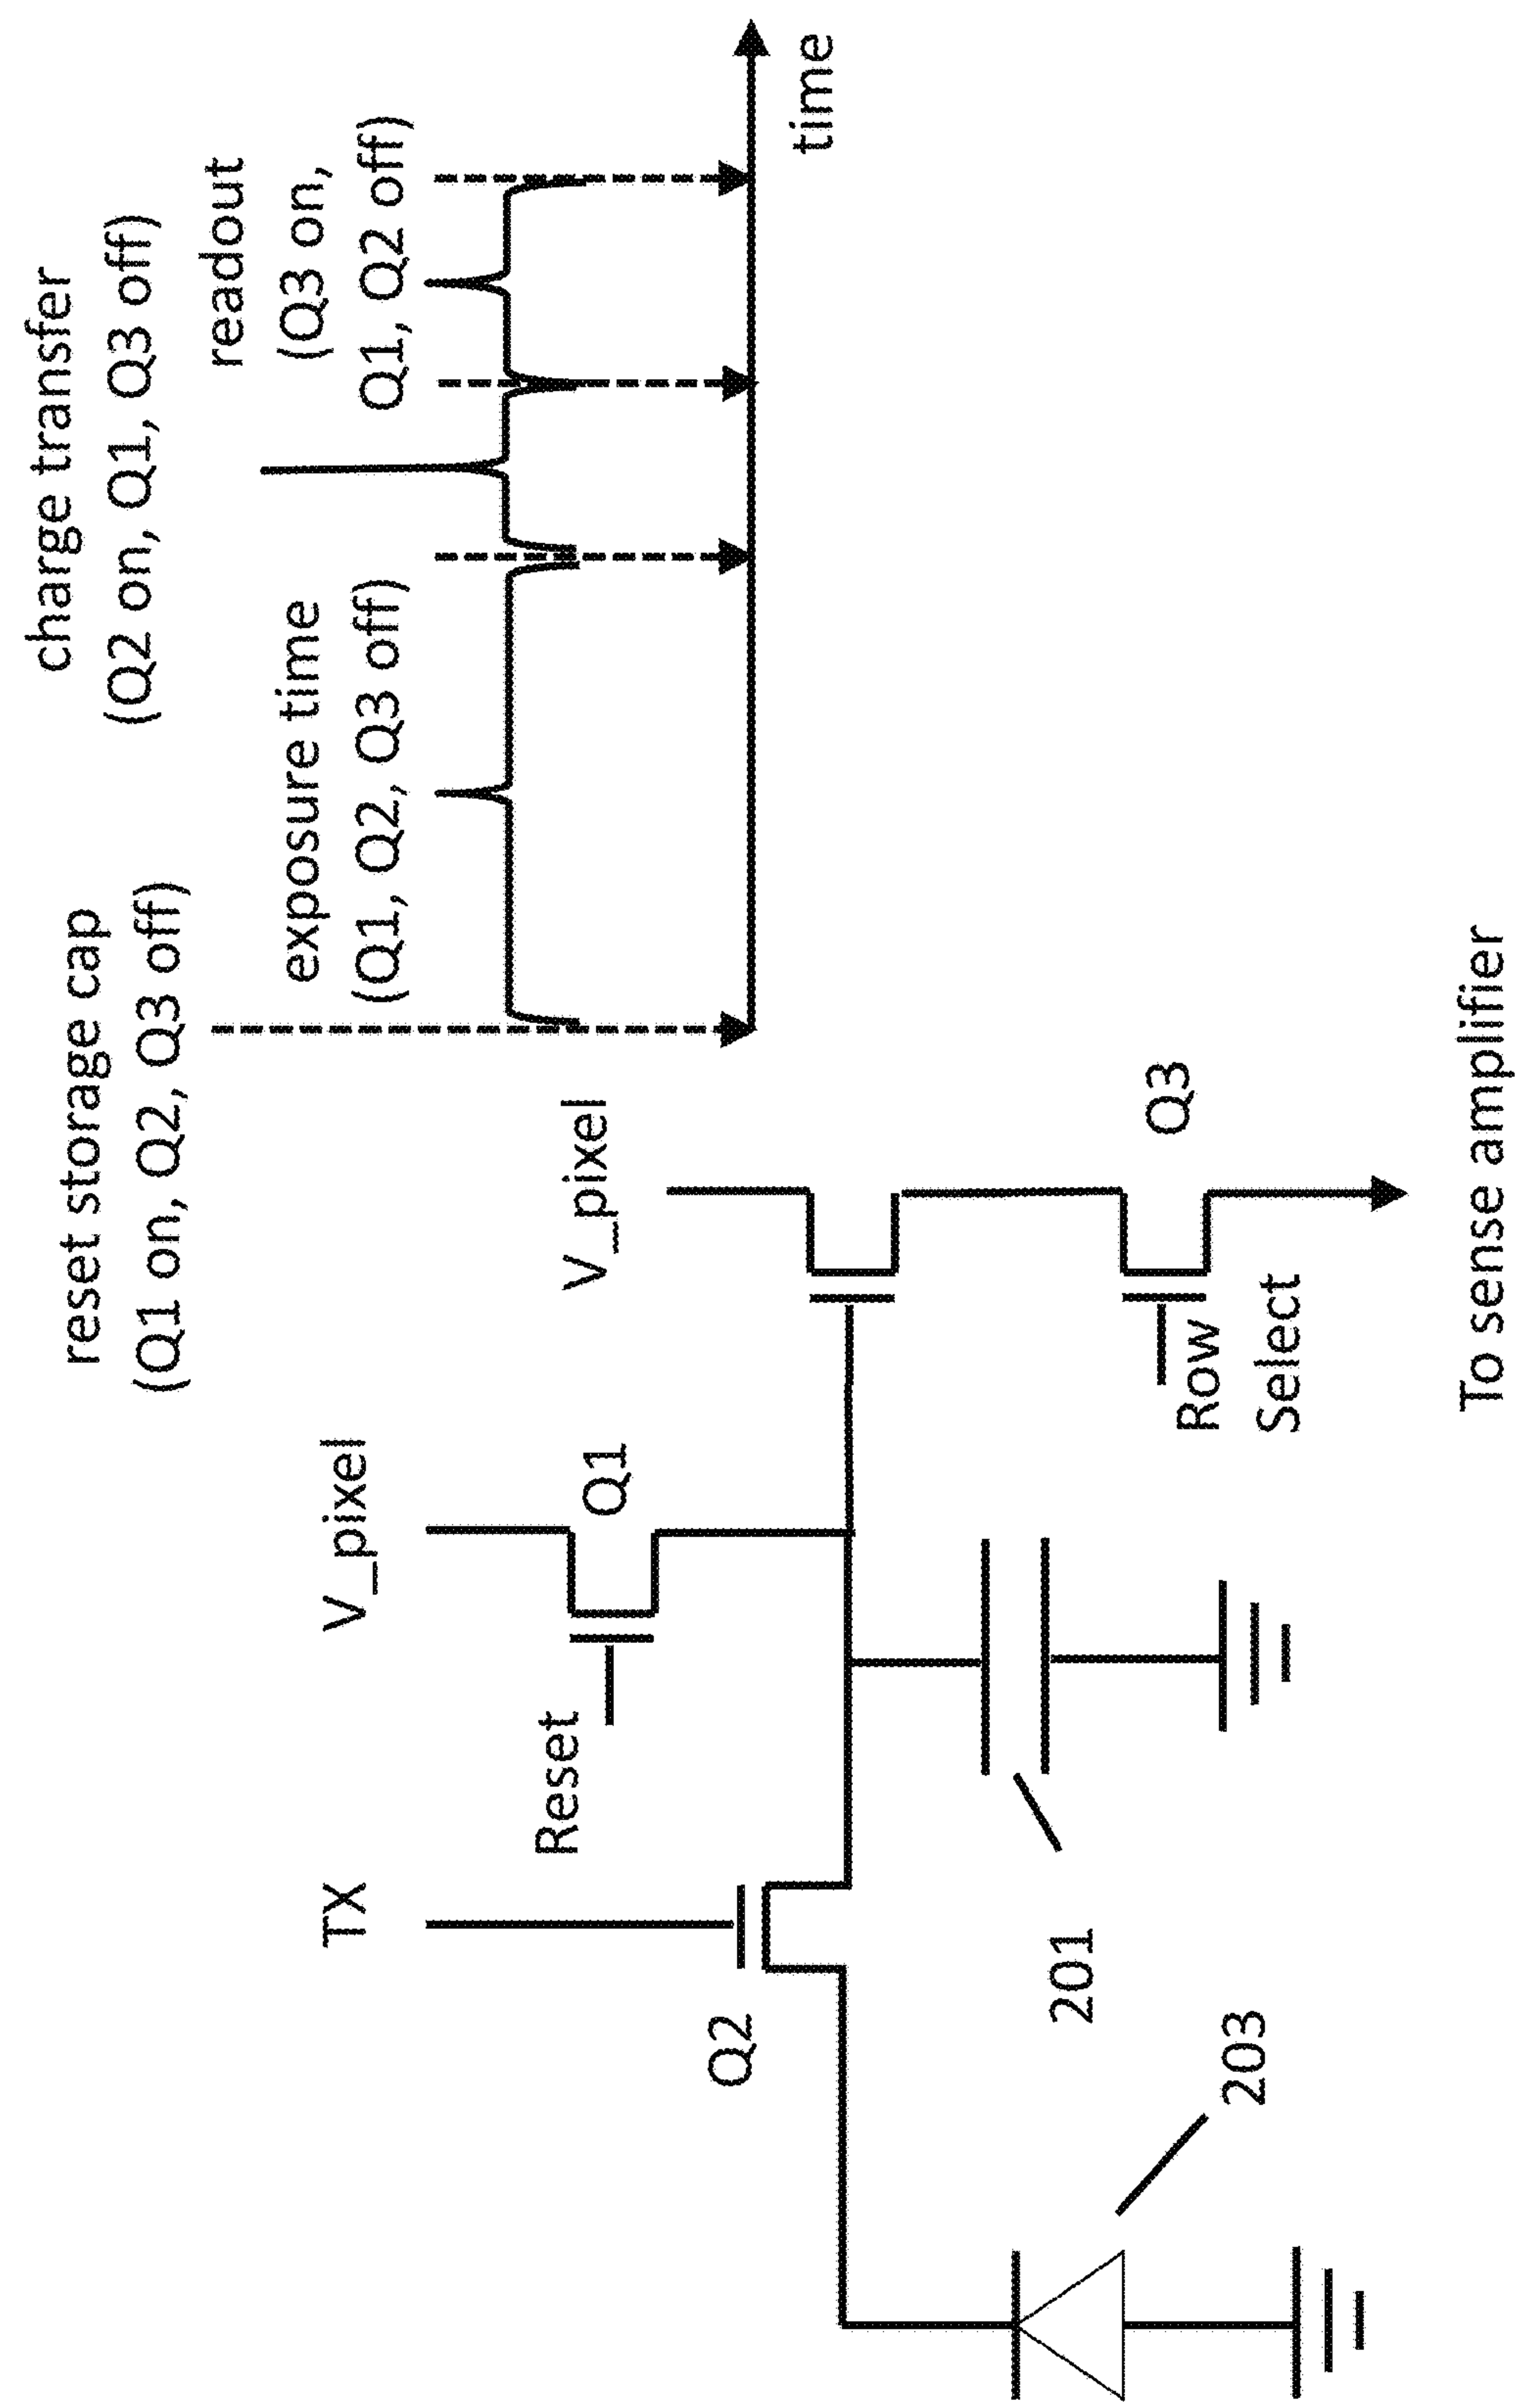 charge transfer
(Q2 on, Q1, Q3 off)
reset storage cap
(Q1 on, Q2, Q3 off)
readout
(Q3 on,
Q1, Q2 off)
exposure time
(Q1, Q2, Q3 off)
time
TX
V_pixel
Reset
Q1
V_pixel
Q2
Q3
Row
Select
201
203
To sense amplifier